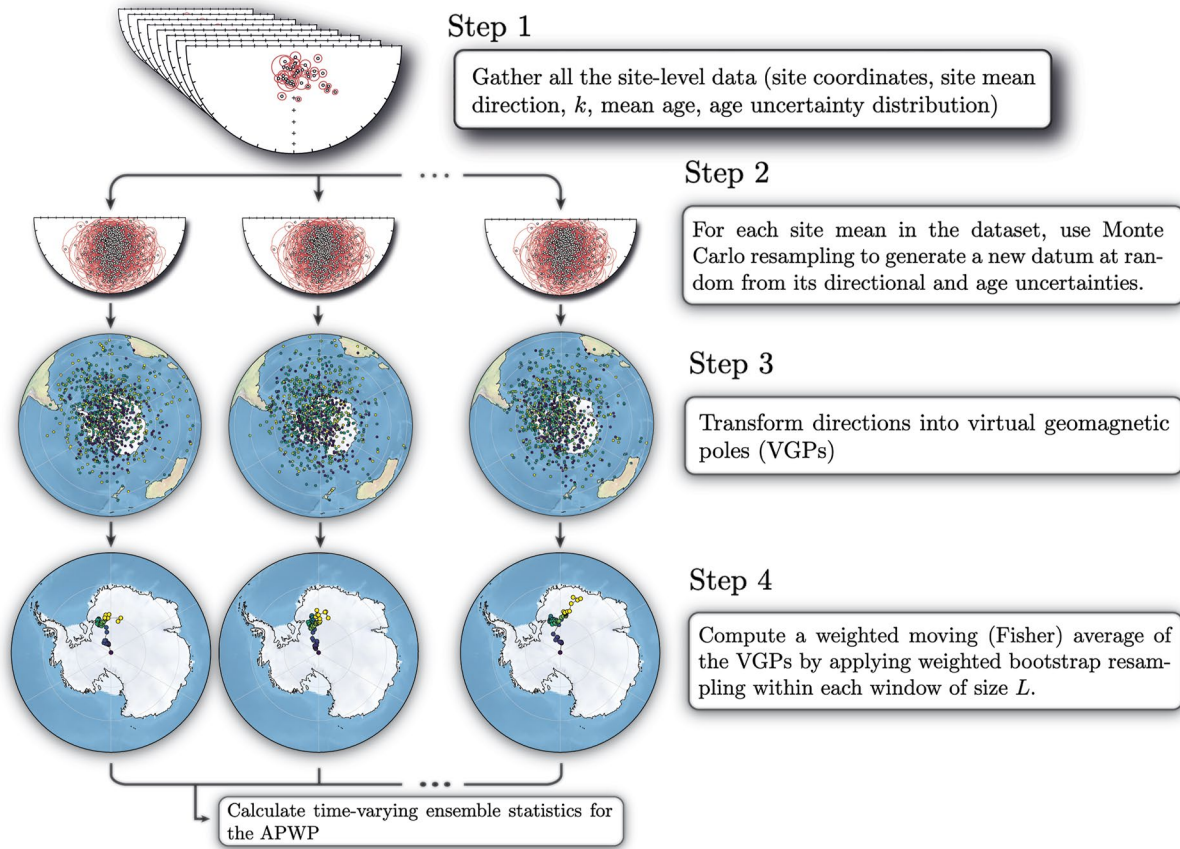 Step 1
Gather all the site-level data (site coordinates, site mean
direction, k, mean age, age uncertainty distribution)
Step 2
For each site mean in the dataset, use Monte
Carlo resampling to generate a new datum at ran-
dom from its directional and age uncertainties.
Step 3
Transform directions into virtual geomagnetic
poles (VGPs)
Step 4
Compute a weighted moving (Fisher) average of
the VGPs by applying weighted bootstrap resam-
pling within each window of size L.
Calculate time-varying ensemble statistics for
the APWP